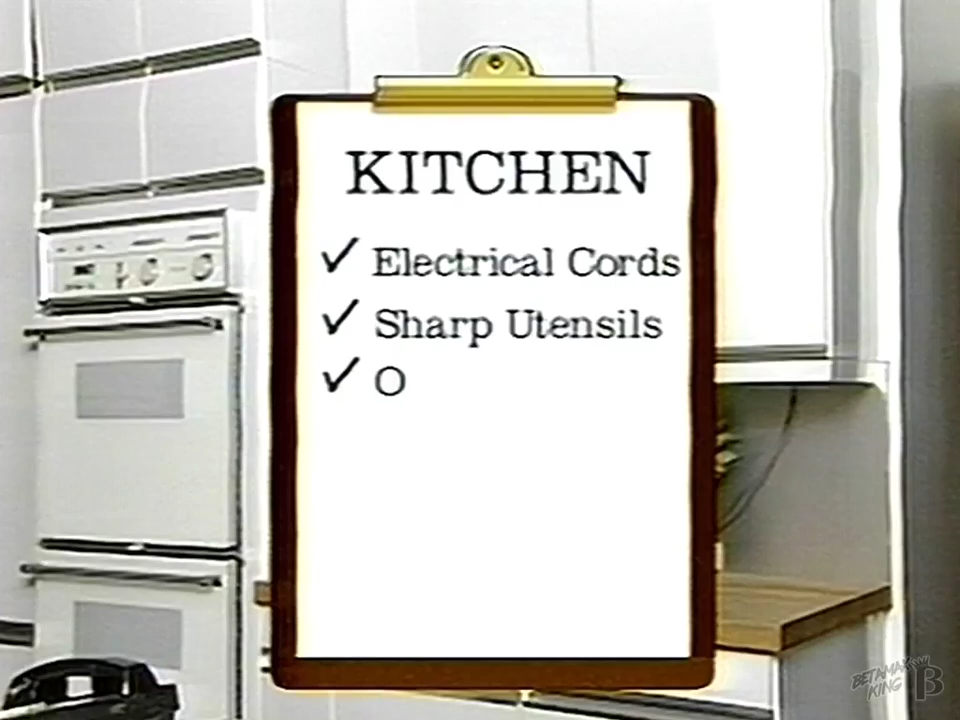 KITCHEN
✓ Electrical Cords
✓ Sharp Utensils
✓ O
BETAMAX
KING β